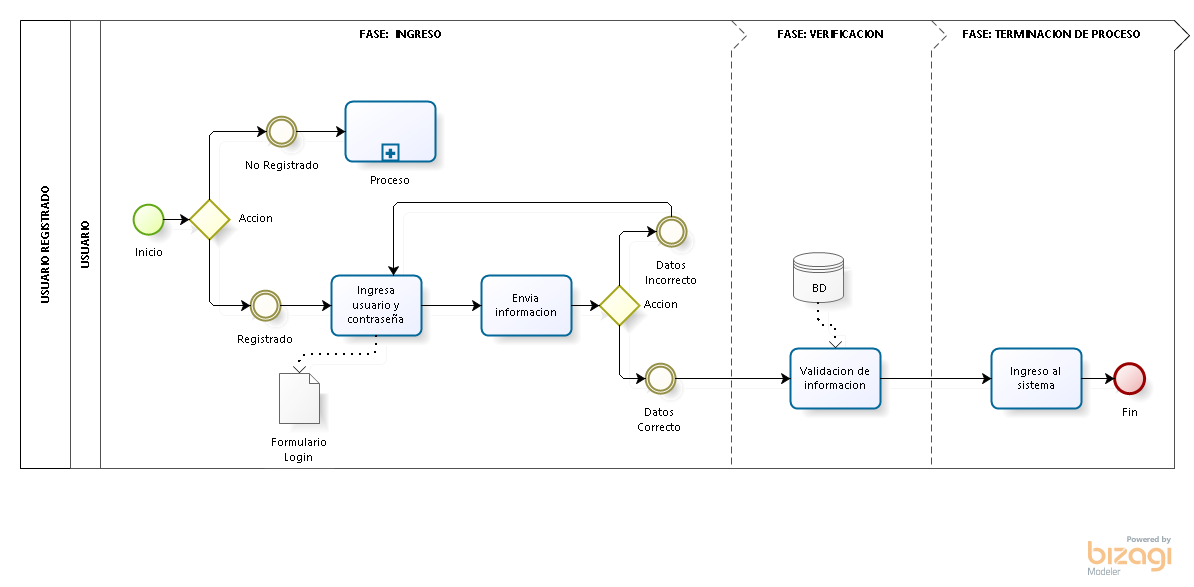 FASE: INGRESO
FASE: VERIFICACION
FASE: TERMINACION DE PROCESO
USUARIO REGISTRADO
USUARIO
No Registrado
Proceso
Inicio
Accion
Registrado
Ingresa
usuario y
contraseña
Formulario
Login
Envia
informacion
Accion
Datos
Incorrecto
Datos
Correcto
BD
Validacion de
informacion
Ingreso al
sistema
Fin
Powered by
bizagi
Modeler